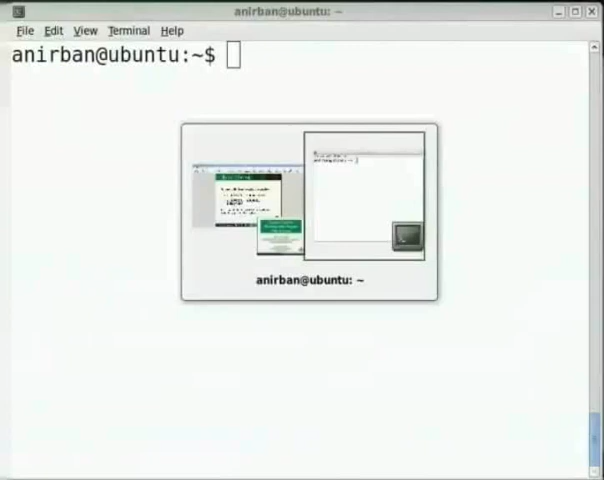 anirban@ubuntu: ~
File Edit View Terminal Help
anirban@ubuntu:~$
anirban@ubuntu: ~